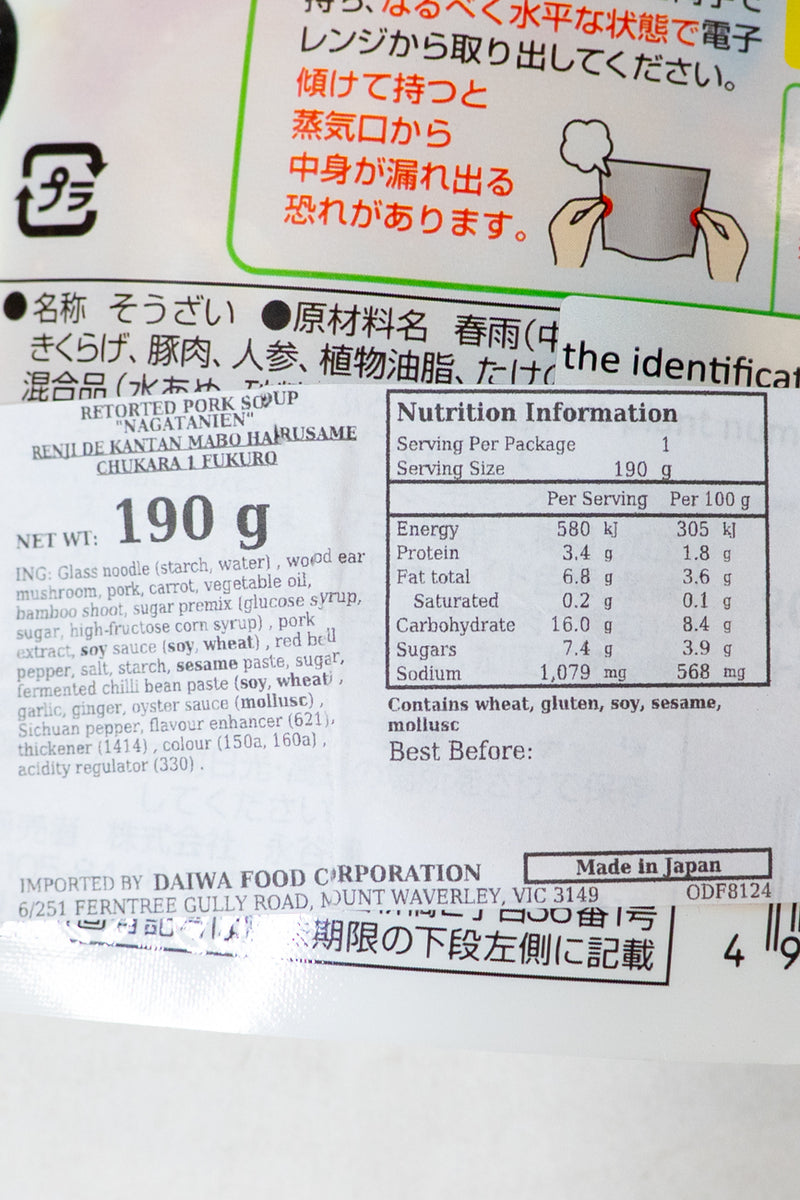 なるべく水平な状態で電子
レンジから取り出してください。
傾けて持つと
蒸気口から
中身が漏れ出る
恐れがあります。
プラ
●名称 そうざい ●原材料名 春雨(
きくらげ、豚肉、人参、植物油脂、たけ
混合品(水あめ、
the identificat
RETORTED PORK SOUP
"NAGATANIEN"
RENJI DE KANTAN MABO HARUSAME
CHUKARA 1 FUKURO
NET WT: 190 g
ING: Glass noodle (starch, water) , wood ear
mushroom, pork, carrot, vegetable oil,
bamboo shoot, sugar premix (glucose syrup,
sugar, high-fructose corn syrup) , pork
extract, soy sauce (soy, wheat) , red bell
pepper, salt, starch, sesame paste, sugar,
fermented chilli bean paste (soy, wheat) ,
garlic, ginger, oyster sauce (mollusc) ,
Sichuan pepper, flavour enhancer (621),
thickener (1414) , colour (150a, 160a) ,
acidity regulator (330) .
Nutrition Information
Serving Per Package 1
Serving Size 190 g
Per Serving Per 100 g
Energy 580 kJ 305 kJ
Protein 3.4 g 1.8 g
Fat total 6.8 g 3.6 g
Saturated 0.2 g 0.1 g
Carbohydrate 16.0 g 8.4 g
Sugars 7.4 g 3.9 g
Sodium 1,079 mg 568 mg
Contains wheat, gluten, soy, sesame,
mollusc
Best Before:
Made in Japan
IMPORTED BY DAIWA FOOD CORPORATION
6/251 FERNTREE GULLY ROAD, MOUNT WAVERLEY, VIC 3149 ODF8124
丁目36番1号
期限の下段左側に記載
4 9